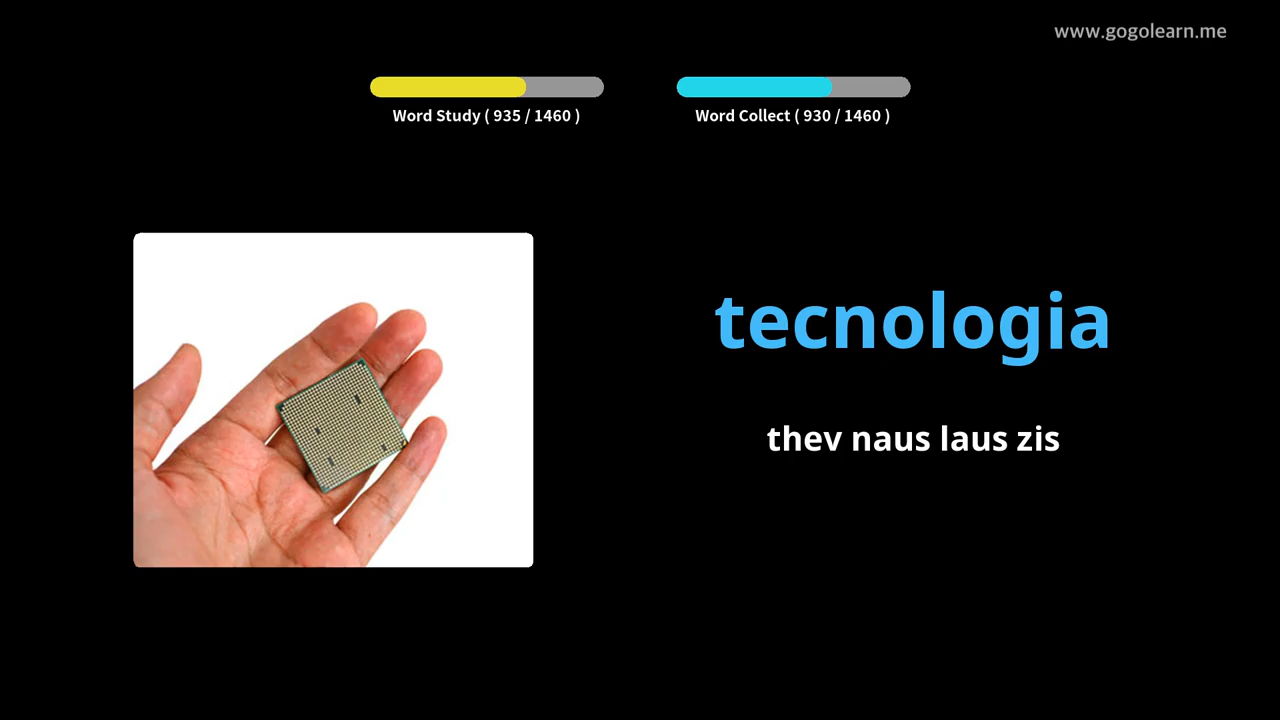 www.gogolearn.me
Word Study ( 935 / 1460 )
Word Collect ( 930 / 1460 )
tecnologia
thev naus laus zis